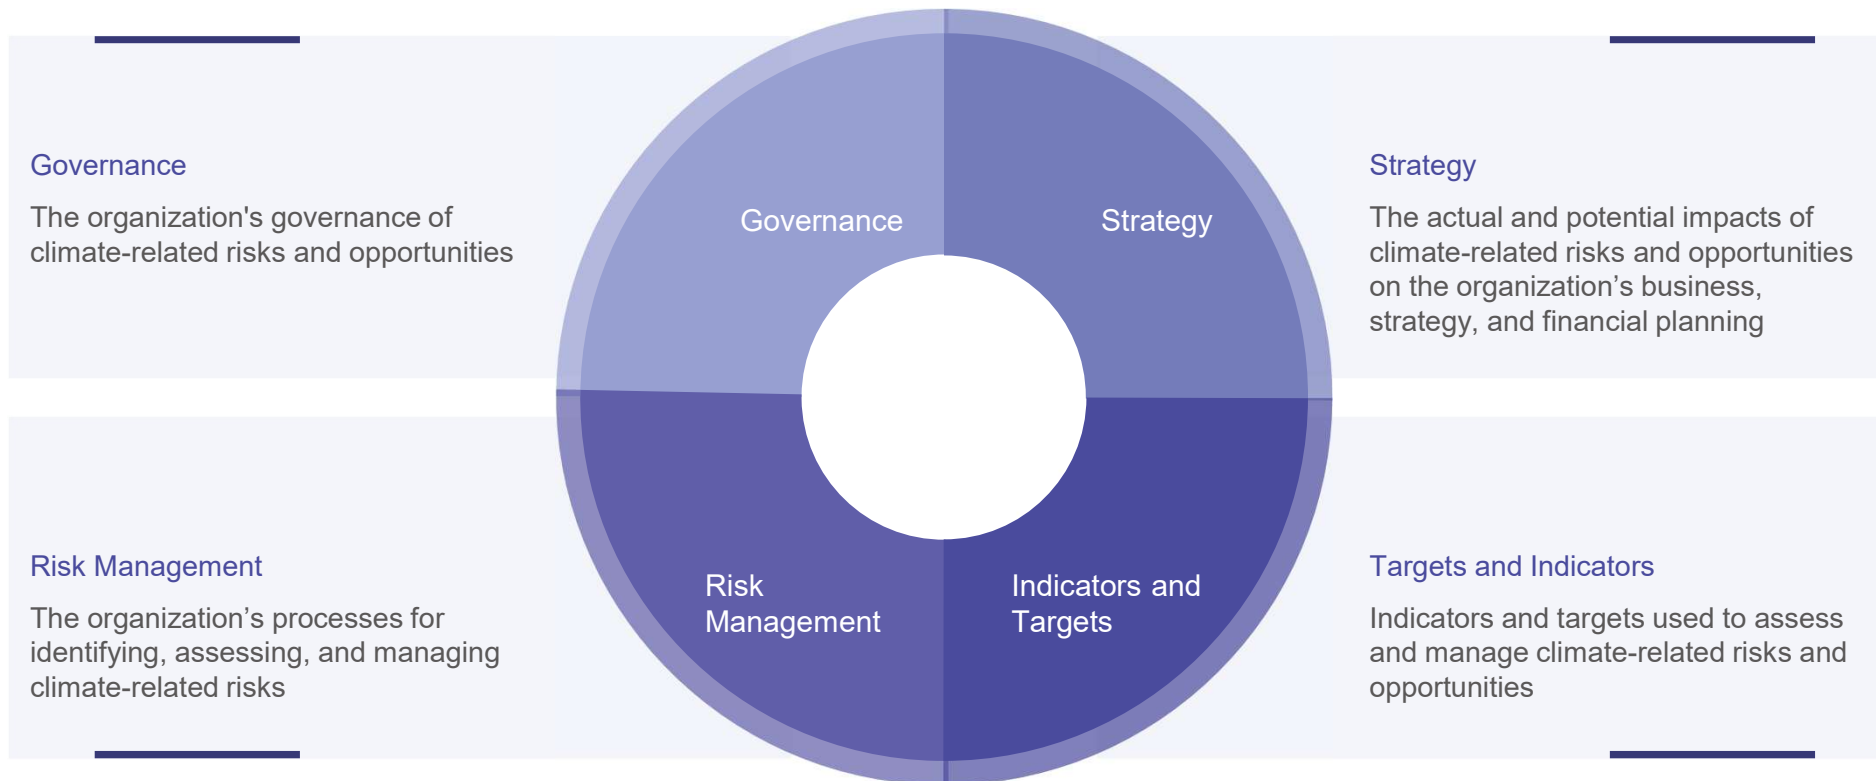 Governance
The organization's governance of
climate-related risks and opportunities
Governance
Strategy
Strategy
The actual and potential impacts of
climate-related risks and opportunities
on the organization’s business,
strategy, and financial planning
Risk Management
The organization’s processes for
identifying, assessing, and managing
climate-related risks
Risk
Management
Indicators and
Targets
Targets and Indicators
Indicators and targets used to assess
and manage climate-related risks and
opportunities